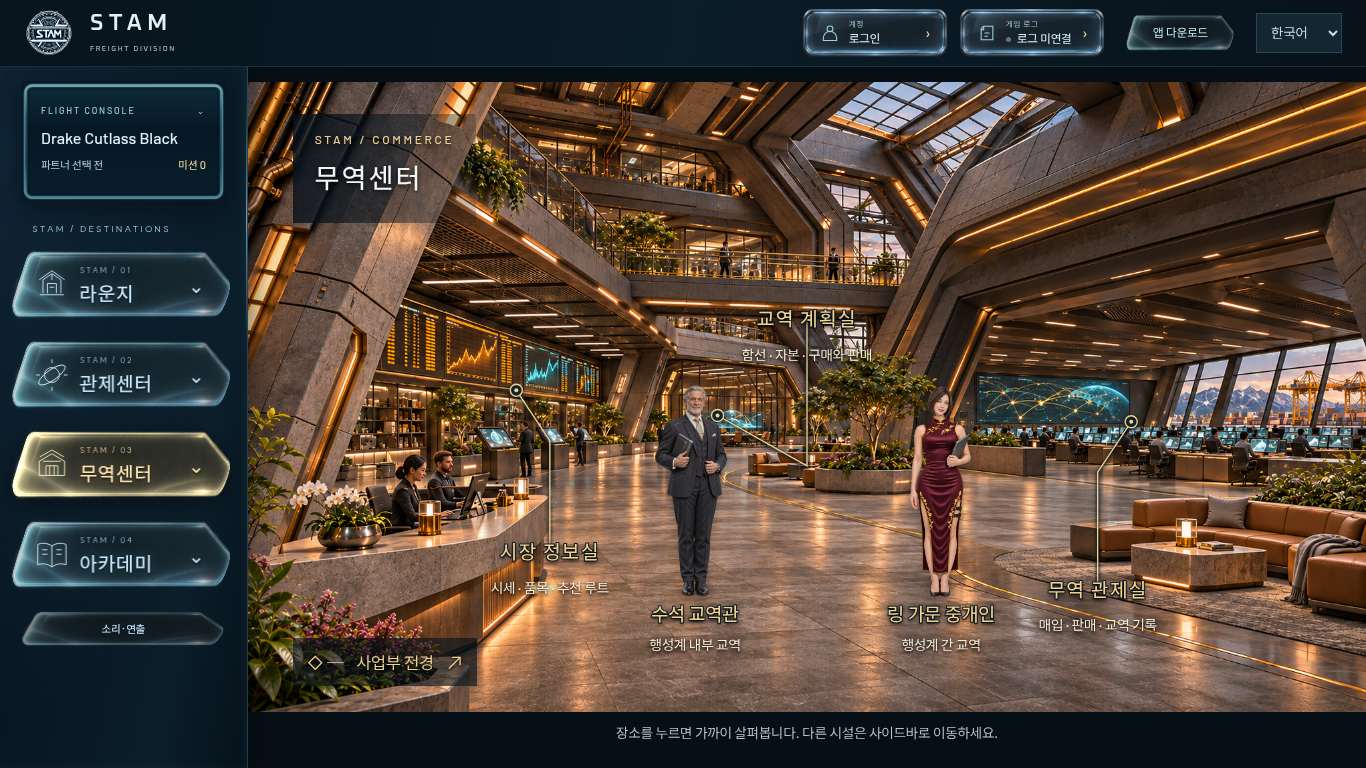 STAM
STAM
FREIGHT DIVISION
계정
로그인
게임 로그
로그 미연결
앱 다운로드
한국어
FLIGHT CONSOLE
Drake Cutlass Black
파트너 선택 전
미션 0
STAM / DESTINATIONS
STAM / 01
라운지
STAM / 02
관제센터
STAM / 03
무역센터
STAM / 04
아카데미
소리·연출
STAM / COMMERCE
무역센터
교역 계획실
함선·자본·구매와 판매
시장 정보실
시세·품목·추천 루트
수석 교역관
행성계 내부 교역
링 가문 중개인
행성계 간 교역
무역 관제실
매입·판매·교역 기록
사업부 전경
장소를 누르면 가까이 살펴봅니다. 다른 시설은 사이드바로 이동하세요.